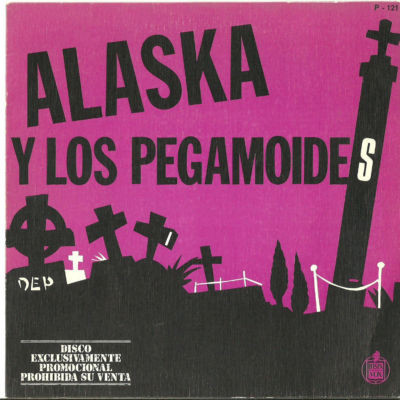 P - 121
ALASKA
Y LOS PEGAMOIDES
DEP
DISCO
EXCLUSIVAMENTE
PROMOCIONAL
PROHIBIDA SU VENTA